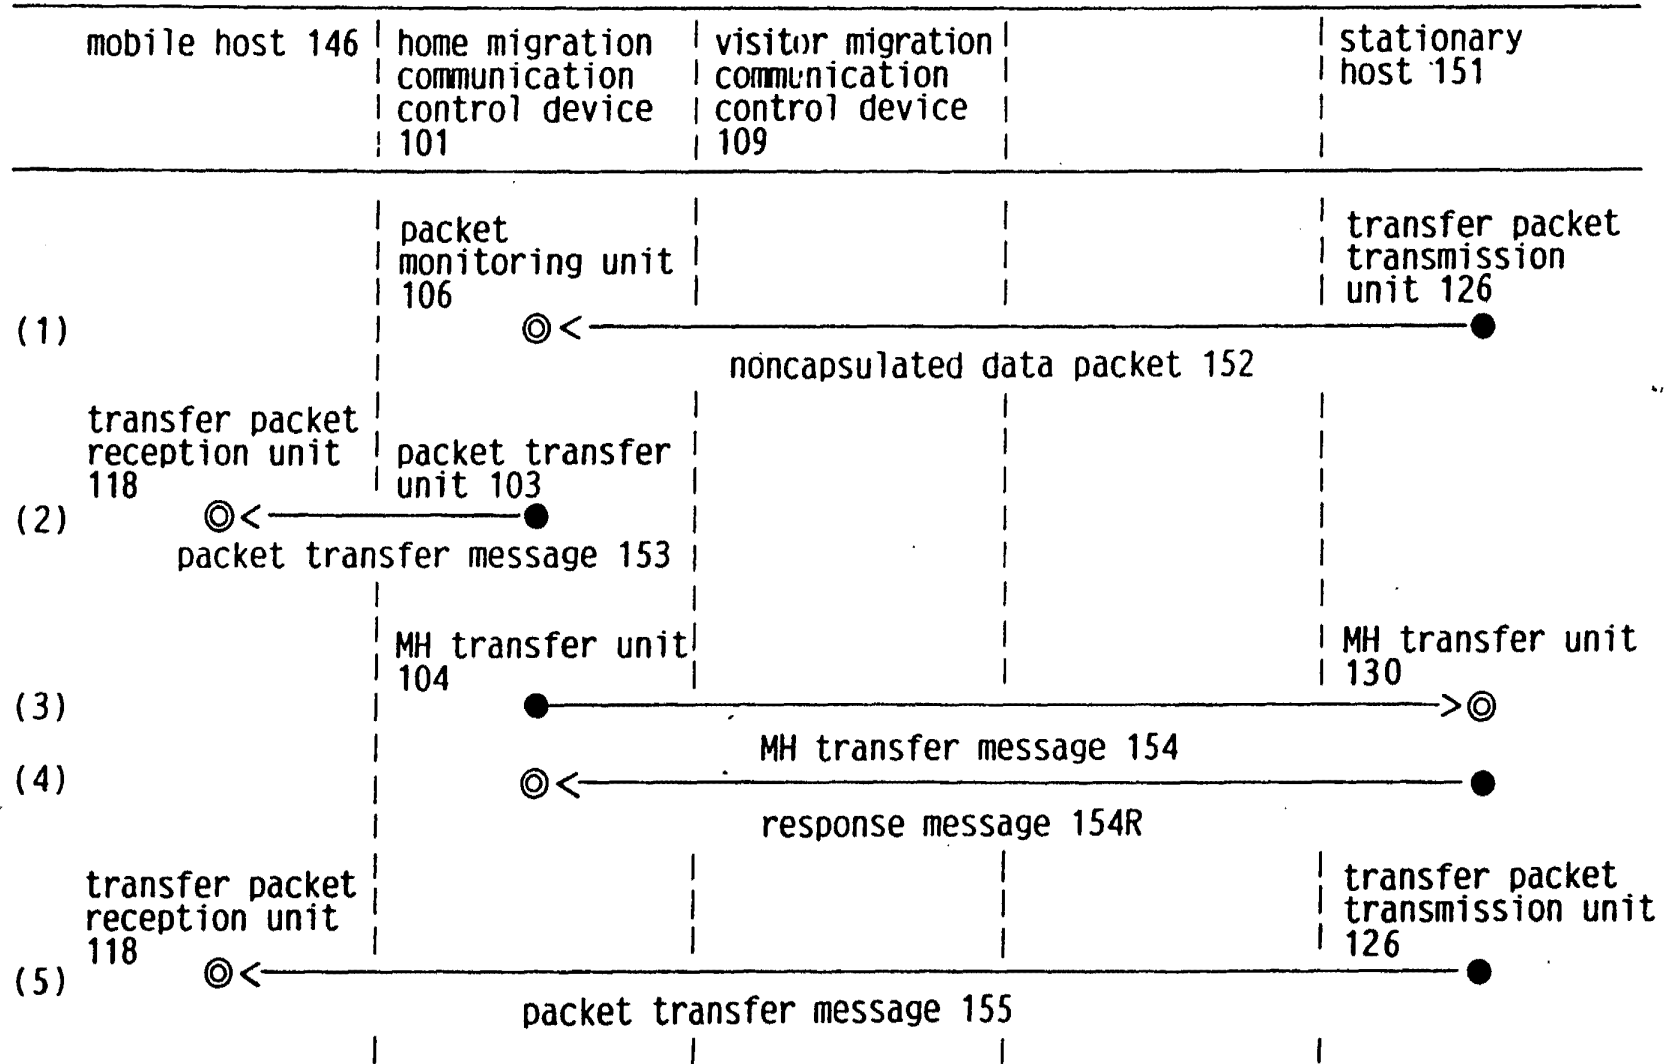 mobile host 146
home migration
communication
control device
101
visitor migration
communication
control device
109
stationary
host 151
packet
monitoring unit
106
transfer packet
transmission
unit 126
(1)
noncapsulated data packet 152
transfer packet
reception unit
118
packet transfer
unit 103
(2)
packet transfer message 153
MH transfer unit
104
MH transfer unit
130
(3)
MH transfer message 154
(4)
response message 154R
transfer packet
reception unit
118
transfer packet
transmission unit
126
(5)
packet transfer message 155